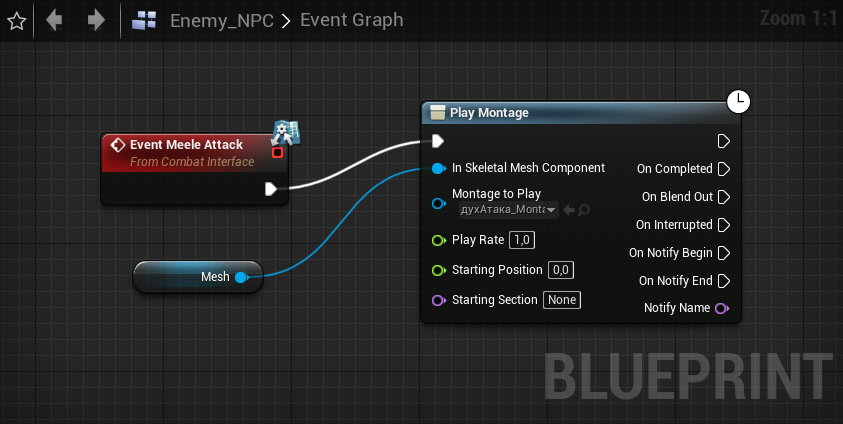 Enemy_NPC > Event Graph
Zoom 1:1
Event Meele Attack
From Combat Interface
Mesh
Play Montage
In Skeletal Mesh Component
On Completed
Montage to Play
духАтака_Monta
On Blend Out
On Interrupted
Play Rate 1,0
On Notify Begin
Starting Position 0,0
On Notify End
Starting Section None
Notify Name
BLUEPRINT